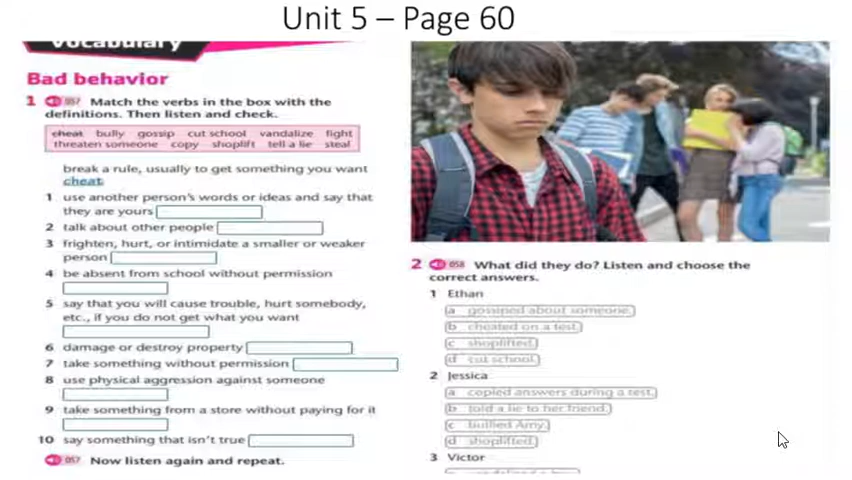 Unit 5 – Page 60
Vocabulary
Bad behavior
1 057 Match the verbs in the box with the
definitions. Then listen and check.
cheat bully gossip cut school vandalize fight
threaten someone copy shoplift tell a lie steal
break a rule, usually to get something you want
cheat
1 use another person's words or ideas and say that
they are yours
2 talk about other people
3 frighten, hurt, or intimidate a smaller or weaker
person
4 be absent from school without permission
5 say that you will cause trouble, hurt somebody,
etc., if you do not get what you want
6 damage or destroy property
7 take something without permission
8 use physical aggression against someone
9 take something from a store without paying for it
10 say something that isn't true
057 Now listen again and repeat.
2 058 What did they do? Listen and choose the
correct answers.
1 Ethan
a gossiped about someone.
b cheated on a test.
c shoplifted.
d cut school.
2 Jessica
a copied answers during a test.
b told a lie to her friend.
c bullied Amy.
d shoplifted.
3 Victor